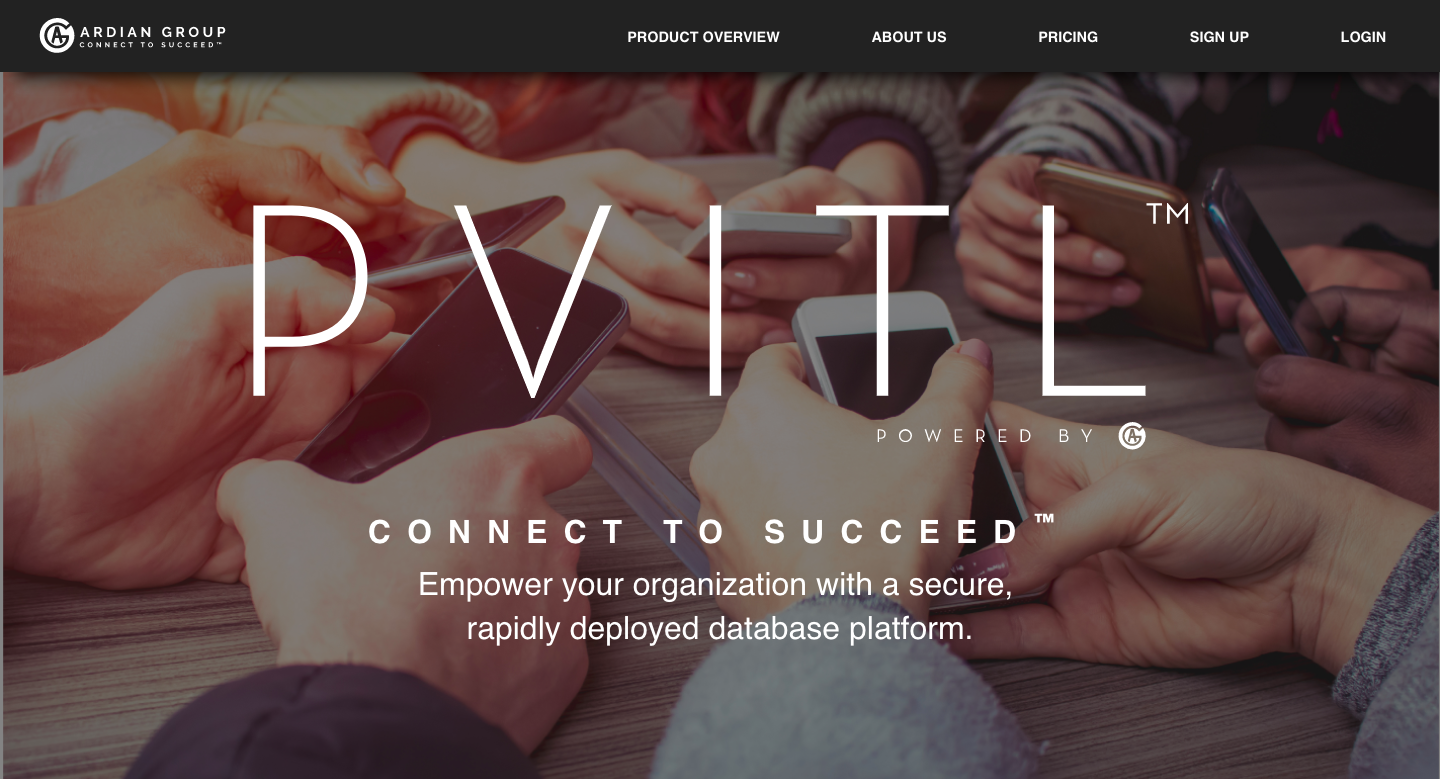 ARDIAN GROUP
CONNECT TO SUCCEED™
PRODUCT OVERVIEW
ABOUT US
PRICING
SIGN UP
LOGIN
PVITL™
POWERED BY
CONNECT TO SUCCEED™
Empower your organization with a secure,
rapidly deployed database platform.